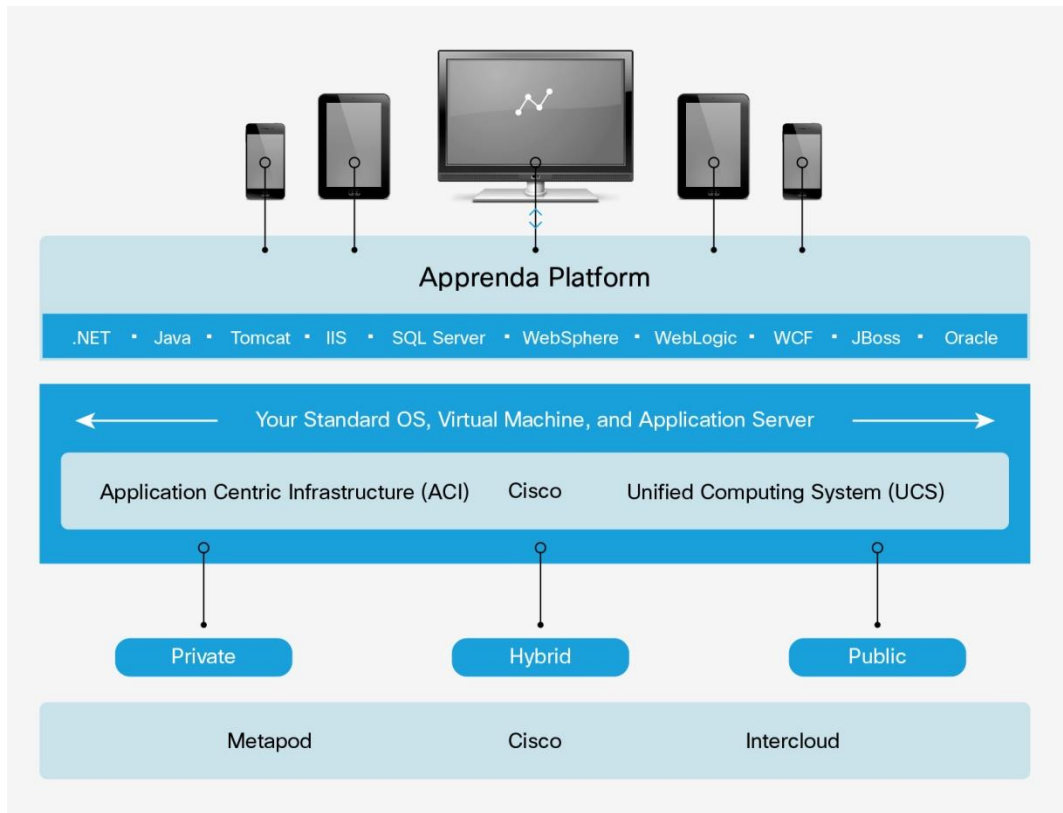 Apprenda Platform
.NET ▪ Java ▪ Tomcat ▪ IIS ▪ SQL Server ▪ WebSphere ▪ WebLogic ▪ WCF ▪ JBoss ▪ Oracle
Your Standard OS, Virtual Machine, and Application Server
Application Centric Infrastructure (ACI) Cisco Unified Computing System (UCS)
Private Hybrid Public
Metapod Cisco Intercloud